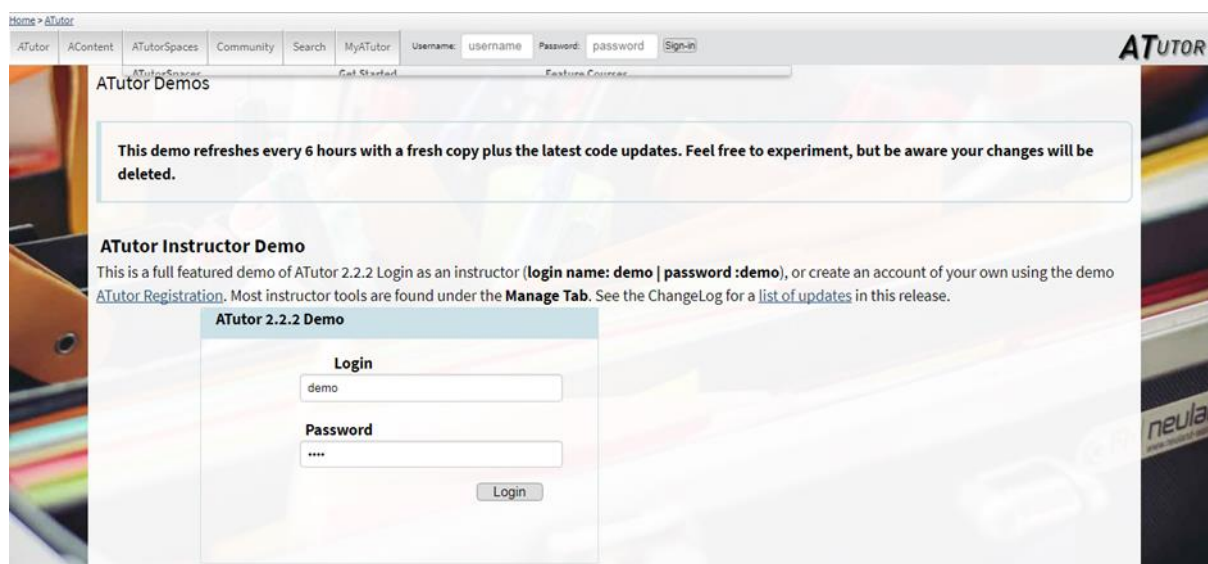 Home > ATutor
ATutor AContent ATutorSpaces Community Search MyATutor Username: username Password: password Sign-in ATUTOR
ATutorSpaces Get Started Feature Courses
ATutor Demos
This demo refreshes every 6 hours with a fresh copy plus the latest code updates. Feel free to experiment, but be aware your changes will be
deleted.
ATutor Instructor Demo
This is a full featured demo of ATutor 2.2.2 Login as an instructor (login name: demo | password :demo), or create an account of your own using the demo
ATutor Registration. Most instructor tools are found under the Manage Tab. See the ChangeLog for a list of updates in this release.
ATutor 2.2.2 Demo
Login
demo
Password
••••
Login